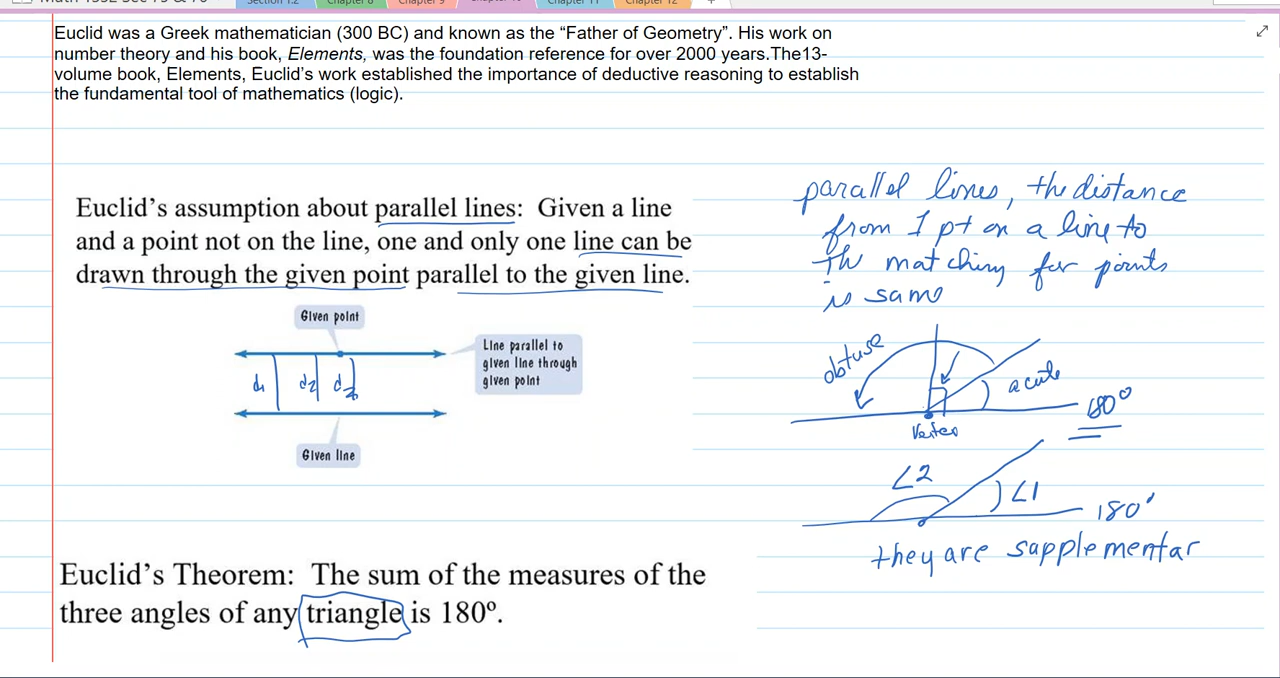 Euclid was a Greek mathematician (300 BC) and known as the “Father of Geometry”. His work on
number theory and his book, Elements, was the foundation reference for over 2000 years.The13-
volume book, Elements, Euclid’s work established the importance of deductive reasoning to establish
the fundamental tool of mathematics (logic).
Euclid’s assumption about parallel lines: Given a line
and a point not on the line, one and only one line can be
drawn through the given point parallel to the given line.
Given point
Line parallel to
given line through
given point
d1 d2
Given line
Euclid’s Theorem: The sum of the measures of the
three angles of any triangle is 180º.
parallel lines, the distance
from 1 pt on a line to
the matching for points
is same
obtuse
acute
180°
Vertex
∠2
∠1
180°
they are supplementar